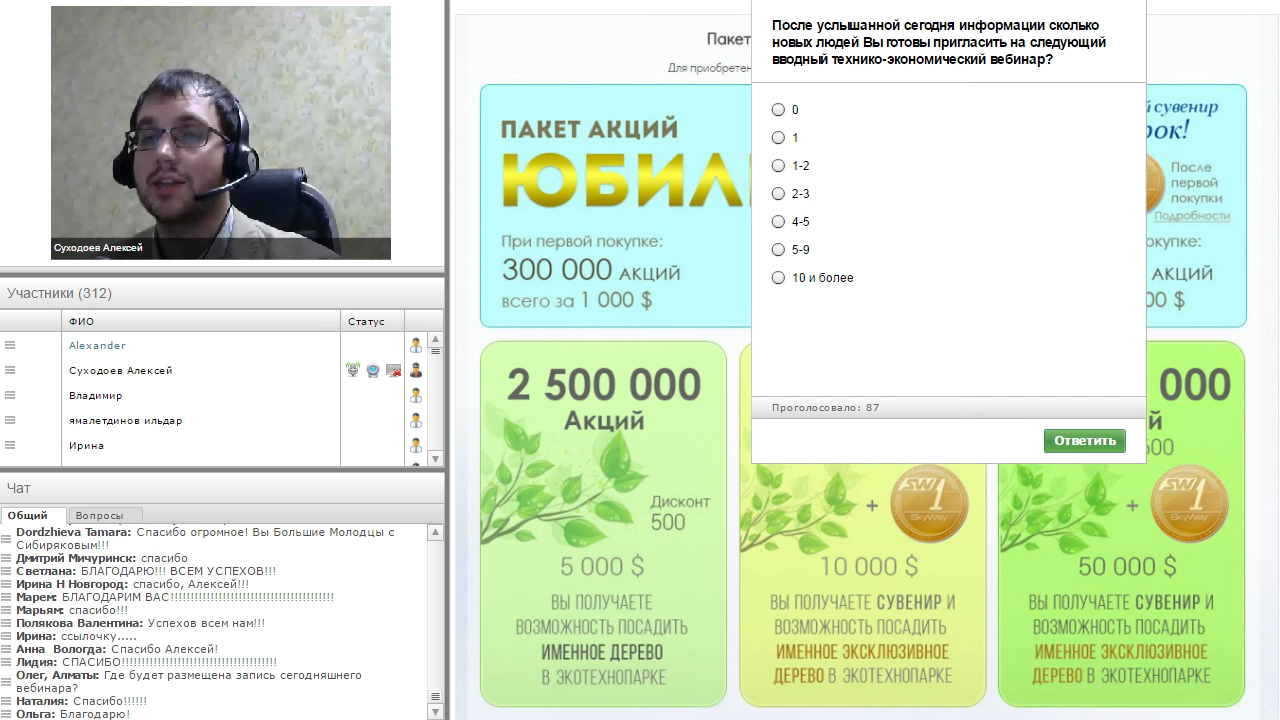 Суходоев Алексей
Участники (312)
ФИО Статус
Alexander
Суходоев Алексей
Владимир
ямалетдинов ильдар
Ирина
Чат
Общий Вопросы
Dordzhieva Tamara: Спасибо огромное! Вы Большие Молодцы с
Сибиряковым!!!
Дмитрий Мичуринск: спасибо
Светлана: БЛАГОДАРЮ!!! ВСЕМ УСПЕХОВ!!!
Ирина Н Новгород: спасибо, Алексей!!!
Марем: БЛАГОДАРИМ ВАС!!!!!!!!!!!!!!!!!!!!!!!!!!!!!!!!!!!!!!!!!
Марьям: спасибо!!!
Полякова Валентина: Успехов всем нам!!!
Ирина: ссылочку.....
Анна Вологда: Спасибо Алексей!
Лидия: СПАСИБО!!!!!!!!!!!!!!!!!!!!!!!!!!!!!!!!!!!!!!!
Олег, Алматы: Где будет размещена запись сегодняшнего
вебинара?
Наталия: Спасибо!!!!!!
Ольга: Благодарю!
Пакет
Для приобретен
ПАКЕТ АКЦИЙ
ЮБИЛ
При первой покупке:
300 000 АКЦИЙ
всего за 1 000 $
После услышанной сегодня информации сколько
новых людей Вы готовы пригласить на следующий
вводный технико-экономический вебинар?
0
1
1-2
2-3
4-5
5-9
10 и более
Проголосовало: 87
Ответить
й сувенир
рок!
После
первой
покупки
Подробности
окупке:
АКЦИЙ
00 $
2 500 000
Акций
Дисконт
500
5 000 $
ВЫ ПОЛУЧАЕТЕ
ВОЗМОЖНОСТЬ ПОСАДИТЬ
ИМЕННОЕ ДЕРЕВО
В ЭКОТЕХНОПАРКЕ
+ SW1
SkyWay
10 000 $
ВЫ ПОЛУЧАЕТЕ СУВЕНИР И
ВОЗМОЖНОСТЬ ПОСАДИТЬ
ИМЕННОЕ ЭКСКЛЮЗИВНОЕ
ДЕРЕВО В ЭКОТЕХНОПАРКЕ
000
й
500
+ SW1
SkyWay
50 000 $
ВЫ ПОЛУЧАЕТЕ СУВЕНИР И
ВОЗМОЖНОСТЬ ПОСАДИТЬ
ИМЕННОЕ ЭКСКЛЮЗИВНОЕ
ДЕРЕВО В ЭКОТЕХНОПАРКЕ